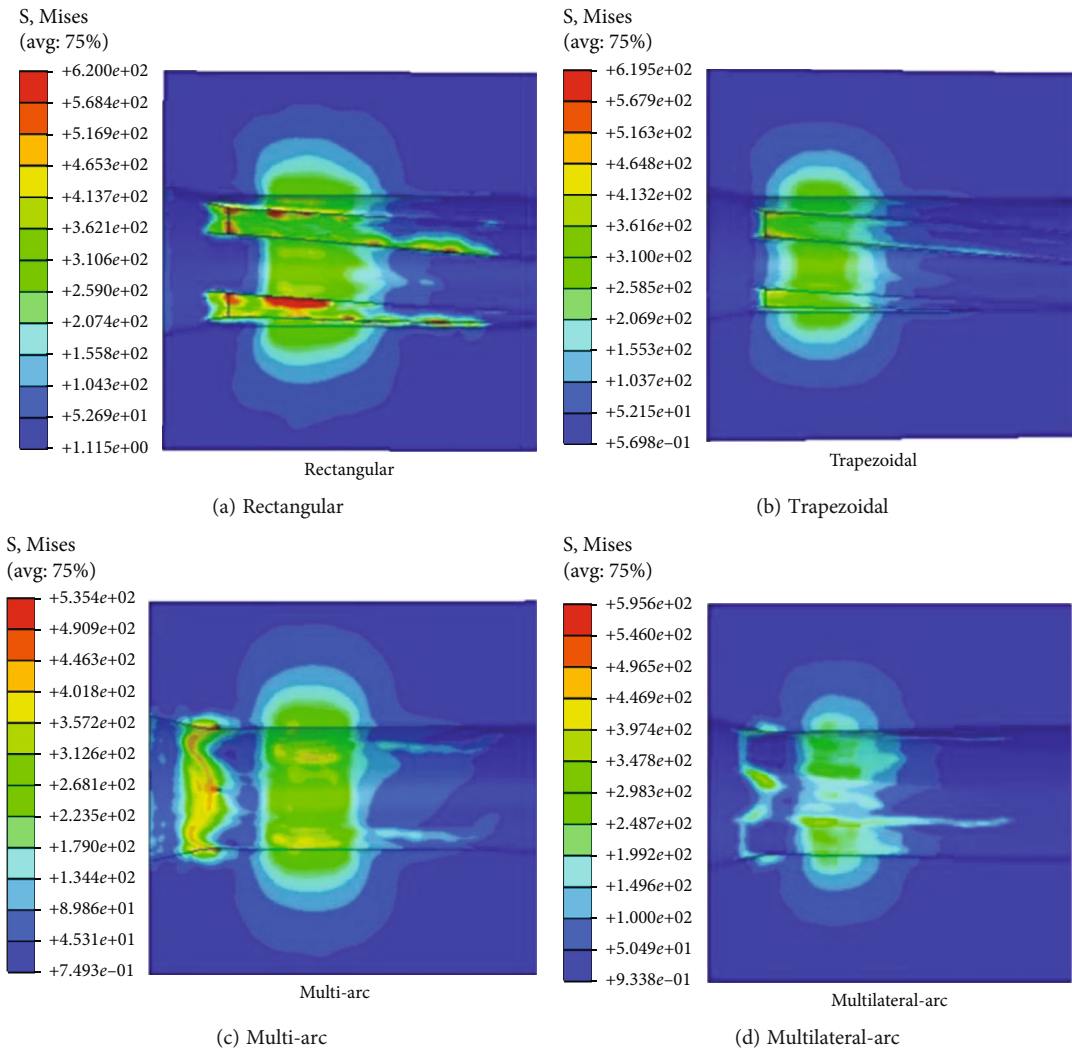 S, Mises
(avg: 75%)
+6.200e+02
+5.684e+02
+5.169e+02
+4.653e+02
+4.137e+02
+3.621e+02
+3.106e+02
+2.590e+02
+2.074e+02
+1.558e+02
+1.043e+02
+5.269e+01
+1.115e+00
Rectangular
(a) Rectangular
S, Mises
(avg: 75%)
+6.195e+02
+5.679e+02
+5.163e+02
+4.648e+02
+4.132e+02
+3.616e+02
+3.100e+02
+2.585e+02
+2.069e+02
+1.553e+02
+1.037e+02
+5.215e+01
+5.698e–01
Trapezoidal
(b) Trapezoidal
S, Mises
(avg: 75%)
+5.354e+02
+4.909e+02
+4.463e+02
+4.018e+02
+3.572e+02
+3.126e+02
+2.681e+02
+2.235e+02
+1.790e+02
+1.344e+02
+8.986e+01
+4.531e+01
+7.493e–01
Multi-arc
(c) Multi-arc
S, Mises
(avg: 75%)
+5.956e+02
+5.460e+02
+4.965e+02
+4.469e+02
+3.974e+02
+3.478e+02
+2.983e+02
+2.487e+02
+1.992e+02
+1.496e+02
+1.000e+02
+5.049e+01
+9.338e–01
Multilateral-arc
(d) Multilateral-arc